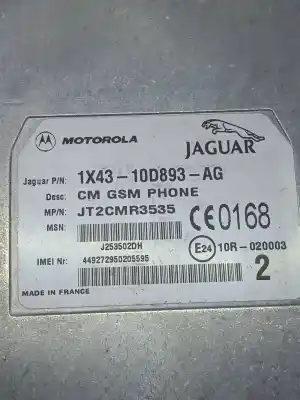 MOTOROLA
JAGUAR
Jaguar P/N: 1X43-10D893-AG
Desc: CM GSM PHONE
MP/N: JT2CMR3535
CE0168
MSN:
J253502DH
E24 10R-020003
IMEI Nr: 449272950205595
2
MADE IN FRANCE